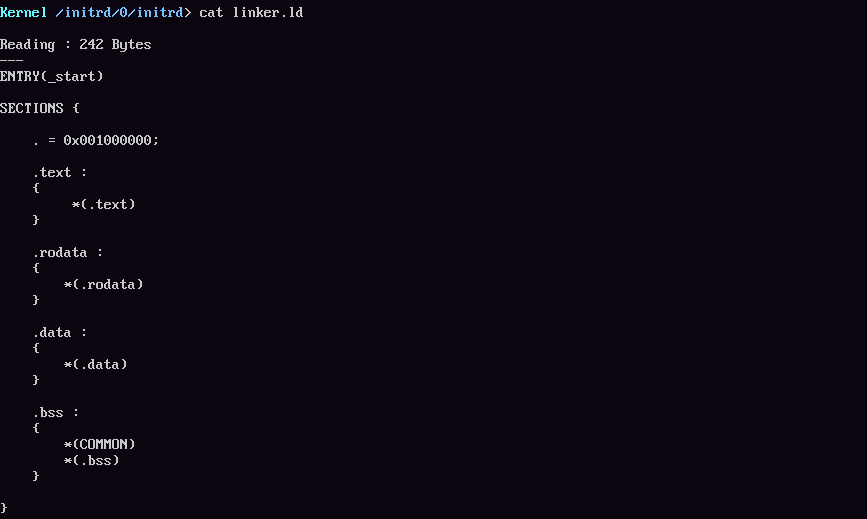 Kernel /initrd/0/initrd> cat linker.ld
Reading : 242 Bytes
---
ENTRY(_start)
SECTIONS {
    . = 0x001000000;
    .text :
    {
         *(.text)
    }
    .rodata :
    {
        *(.rodata)
    }
    .data :
    {
        *(.data)
    }
    .bss :
    {
        *(COMMON)
        *(.bss)
    }
}